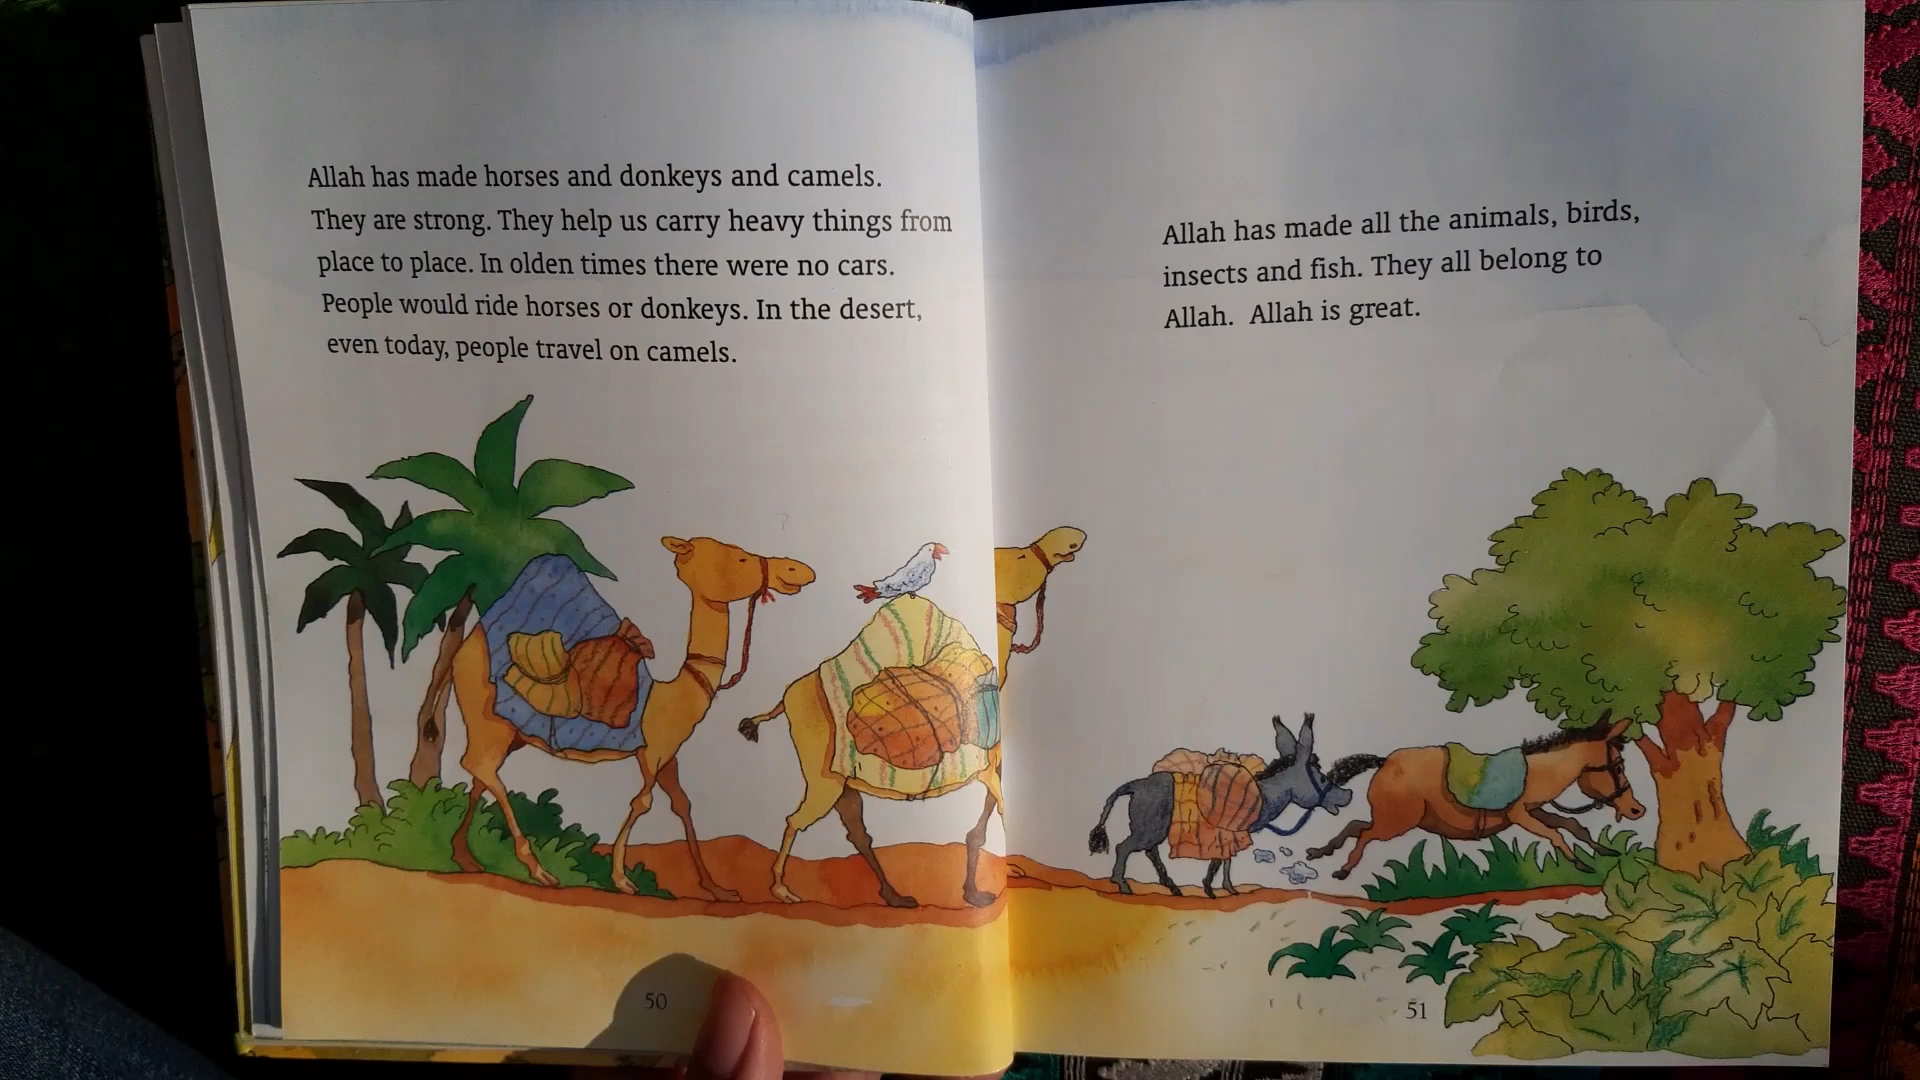 Allah has made horses and donkeys and camels.
They are strong. They help us carry heavy things from
place to place. In olden times there were no cars.
People would ride horses or donkeys. In the desert,
even today, people travel on camels.
50
Allah has made all the animals, birds,
insects and fish. They all belong to
Allah. Allah is great.
51